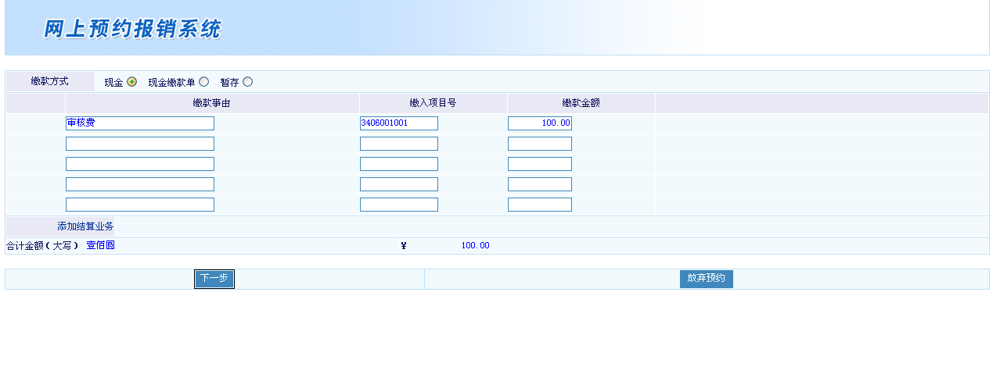 网上预约报销系统
缴款方式 现金 现金缴款单 暂存
缴款事由 缴入项目号 缴款金额
审核费 3406001001 100.00
添加结算业务
合计金额(大写) 壹佰圆 ¥ 100.00
下一步 放弃预约